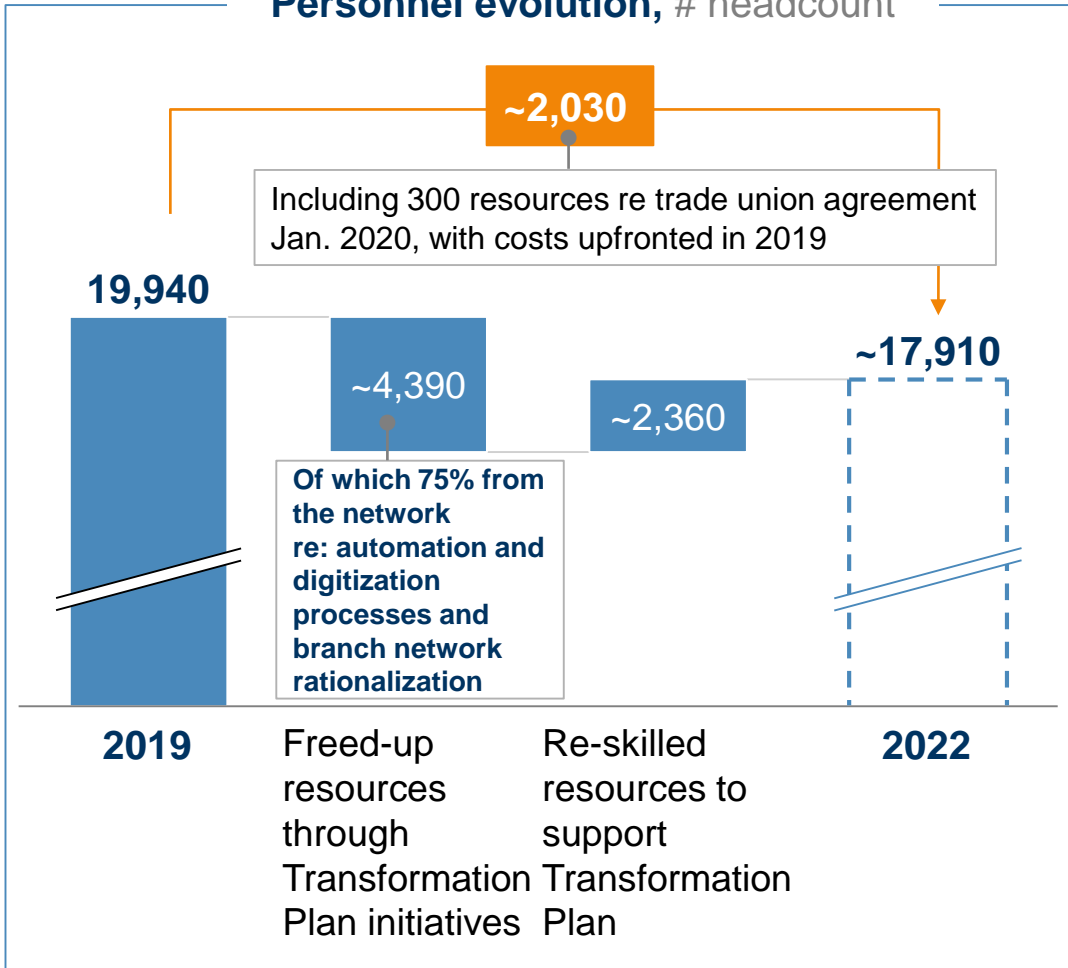 Personnel evolution, # headcount
~2,030
Including 300 resources re trade union agreement
Jan. 2020, with costs upfronted in 2019
19,940
~17,910
~4,390
~2,360
Of which 75% from
the network
re: automation and
digitization
processes and
branch network
rationalization
2019
Freed-up
resources
through
Transformation
Plan initiatives
Re-skilled
resources to
support
Transformation
Plan
2022